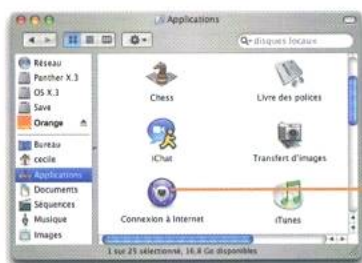 Applications
disques locaux
Réseau
Panther X.3
OS X.3
Save
Orange
Bureau
cecile
Applications
Documents
Séquences
Musique
Images
Chess
Livre des polices
iChat
Transfert d'images
Connexion à Internet
iTunes
1 sur 25 sélectionné, 16,8 Go disponibles